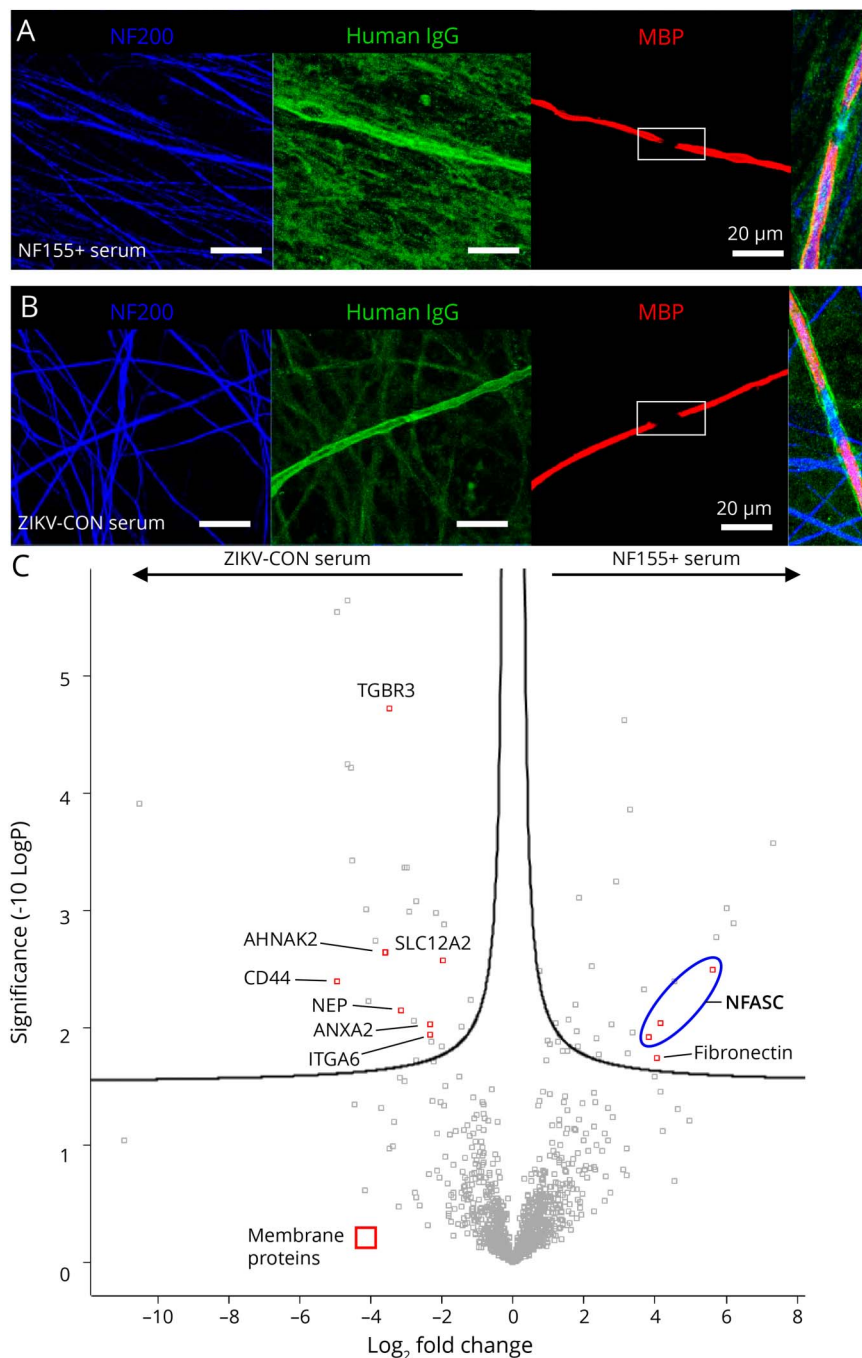 A
NF200
Human IgG
MBP
NF155+ serum
20 µm
B
NF200
Human IgG
MBP
ZIKV-CON serum
20 µm
C
ZIKV-CON serum
NF155+ serum
Significance (-10 LogP)
5
4
3
2
1
0
TGBR3
AHNAK2
SLC12A2
CD44
NEP
ANXA2
ITGA6
NFASC
Fibronectin
Membrane
proteins
−10
−8
−6
−4
−2
0
2
4
6
8
Log₂ fold change